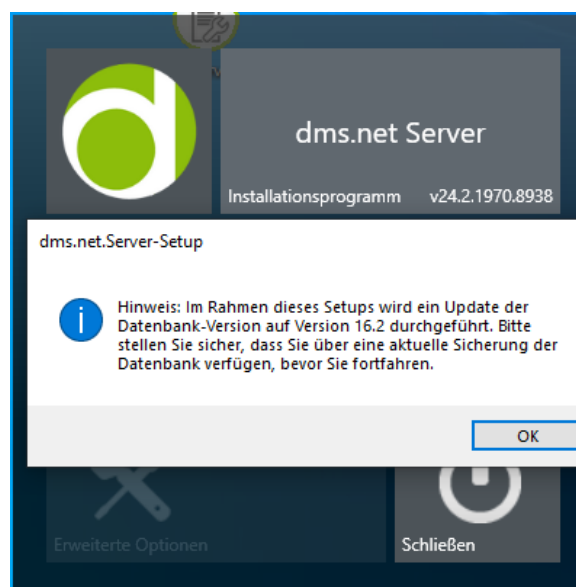 dms.net Server
Installationsprogramm v24.2.1970.8938
dms.net.Server-Setup
Hinweis: Im Rahmen dieses Setups wird ein Update der
Datenbank-Version auf Version 16.2 durchgeführt. Bitte
stellen Sie sicher, dass Sie über eine aktuelle Sicherung der
Datenbank verfügen, bevor Sie fortfahren.
OK
Erweiterte Optionen
Schließen